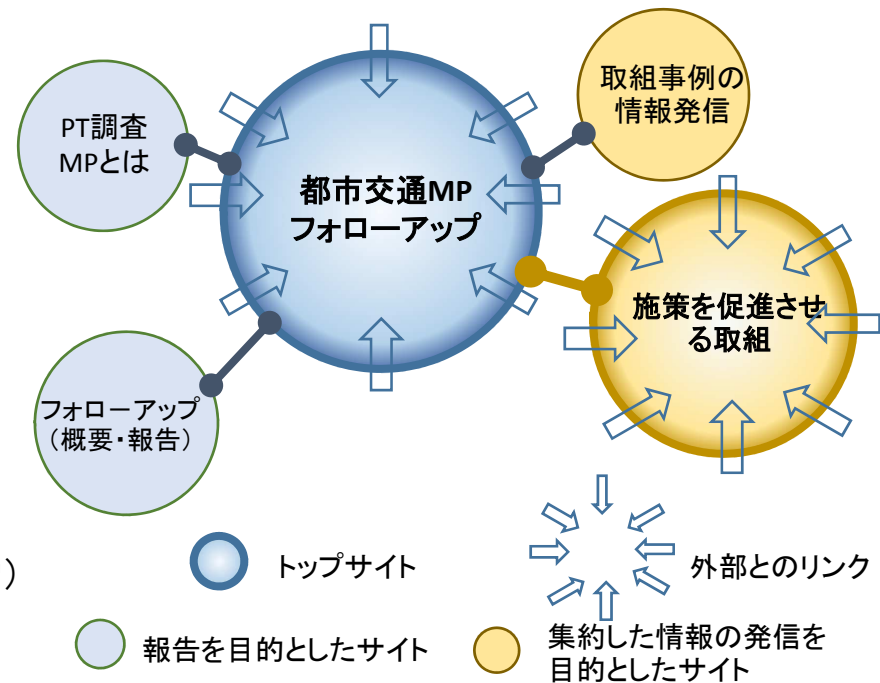 PT調査
MPとは
取組事例の
情報発信
都市交通MP
フォローアップ
施策を促進させ
る取組
フォローアップ
（概要・報告）
）
トップサイト
外部とのリンク
報告を目的としたサイト
集約した情報の発信を
目的としたサイト